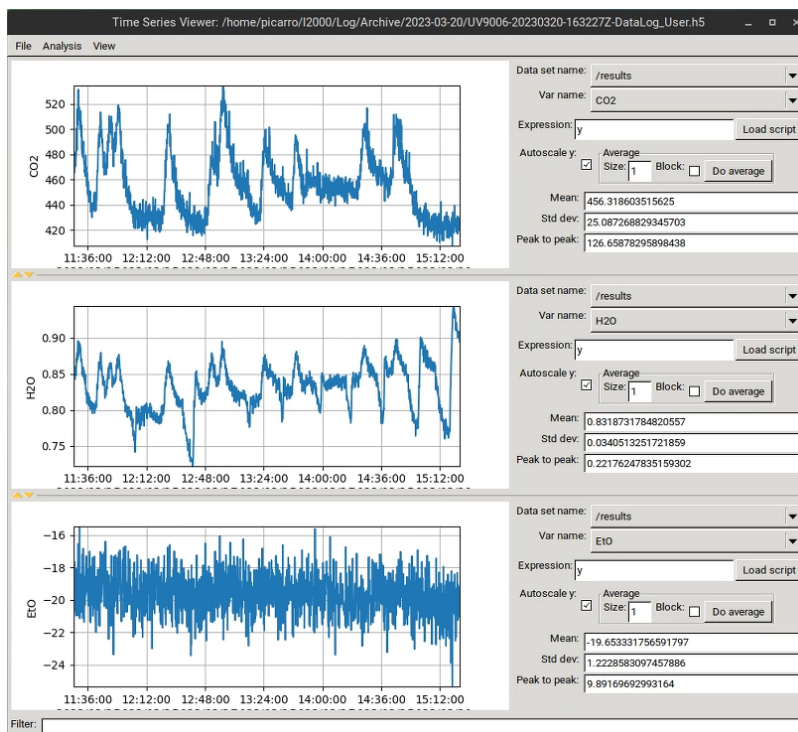 Time Series Viewer: /home/picarro/I2000/Log/Archive/2023-03-20/UV9006-20230320-163227Z-DataLog_User.h5
File Analysis View
520
500
480
460
440
420
CO2
11:36:00 12:12:00 12:48:00 13:24:00 14:00:00 14:36:00 15:12:00
Data set name: /results
Var name: CO2
Expression: y Load script
Autoscale y: Average
Size: 1 Block: Do average
Mean: 456.318603515625
Std dev: 25.087268829345703
Peak to peak: 126.65878295898438
0.90
0.85
0.80
0.75
H2O
11:36:00 12:12:00 12:48:00 13:24:00 14:00:00 14:36:00 15:12:00
Data set name: /results
Var name: H2O
Expression: y Load script
Autoscale y: Average
Size: 1 Block: Do average
Mean: 0.8318731784820557
Std dev: 0.0340513251721859
Peak to peak: 0.22176247835159302
−16
−18
−20
−22
−24
EtO
11:36:00 12:12:00 12:48:00 13:24:00 14:00:00 14:36:00 15:12:00
Data set name: /results
Var name: EtO
Expression: y Load script
Autoscale y: Average
Size: 1 Block: Do average
Mean: -19.653331756591797
Std dev: 1.2228583097457886
Peak to peak: 9.89169692993164
Filter: